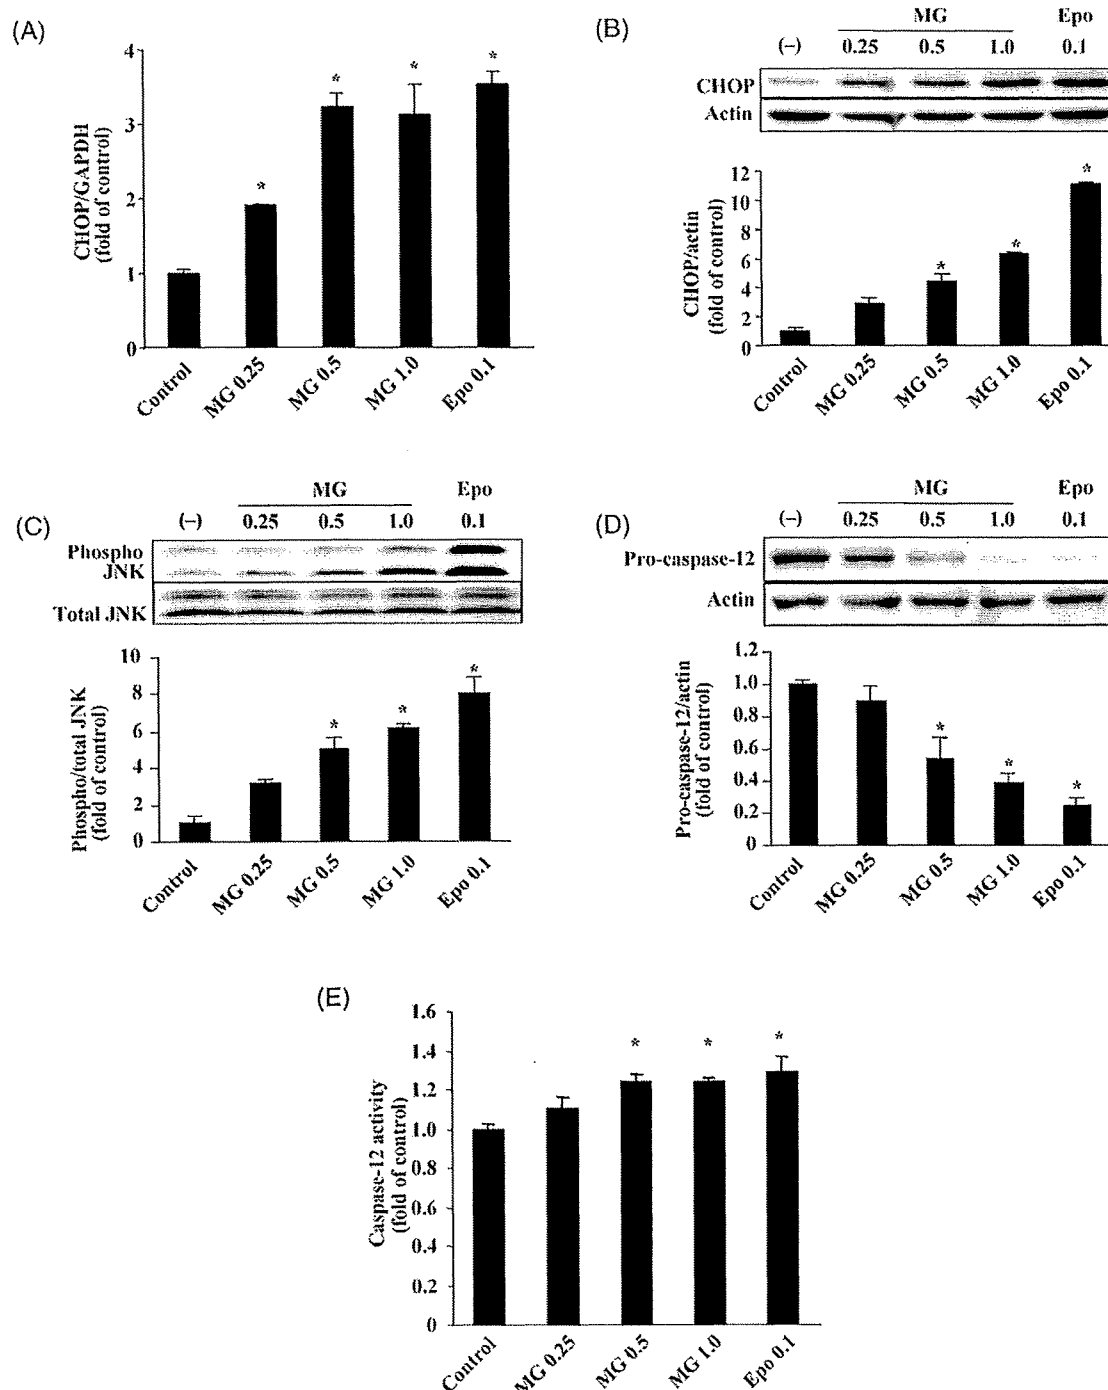 (A)
CHOP/GAPDH
(fold of control)
4
3
2
1
0
*
*
*
*
Control
MG 0.25
MG 0.5
MG 1.0
Epo 0.1
(B)
MG
Epo
(–)
0.25
0.5
1.0
0.1
CHOP
Actin
CHOP/actin
(fold of control)
12
10
8
6
4
2
0
*
*
*
Control
MG 0.25
MG 0.5
MG 1.0
Epo 0.1
(C)
MG
Epo
(–)
0.25
0.5
1.0
0.1
Phospho
JNK
Total JNK
Phospho/total JNK
(fold of control)
10
8
6
4
2
0
*
*
*
Control
MG 0.25
MG 0.5
MG 1.0
Epo 0.1
(D)
MG
Epo
(–)
0.25
0.5
1.0
0.1
Pro-caspase-12
Actin
Pro-caspase-12/actin
(fold of control)
1.2
1.0
0.8
0.6
0.4
0.2
0
*
*
*
Control
MG 0.25
MG 0.5
MG 1.0
Epo 0.1
(E)
Caspase-12 activity
(fold of control)
1.6
1.4
1.2
1.0
0.8
0.6
0.4
0.2
0
*
*
*
Control
MG 0.25
MG 0.5
MG 1.0
Epo 0.1